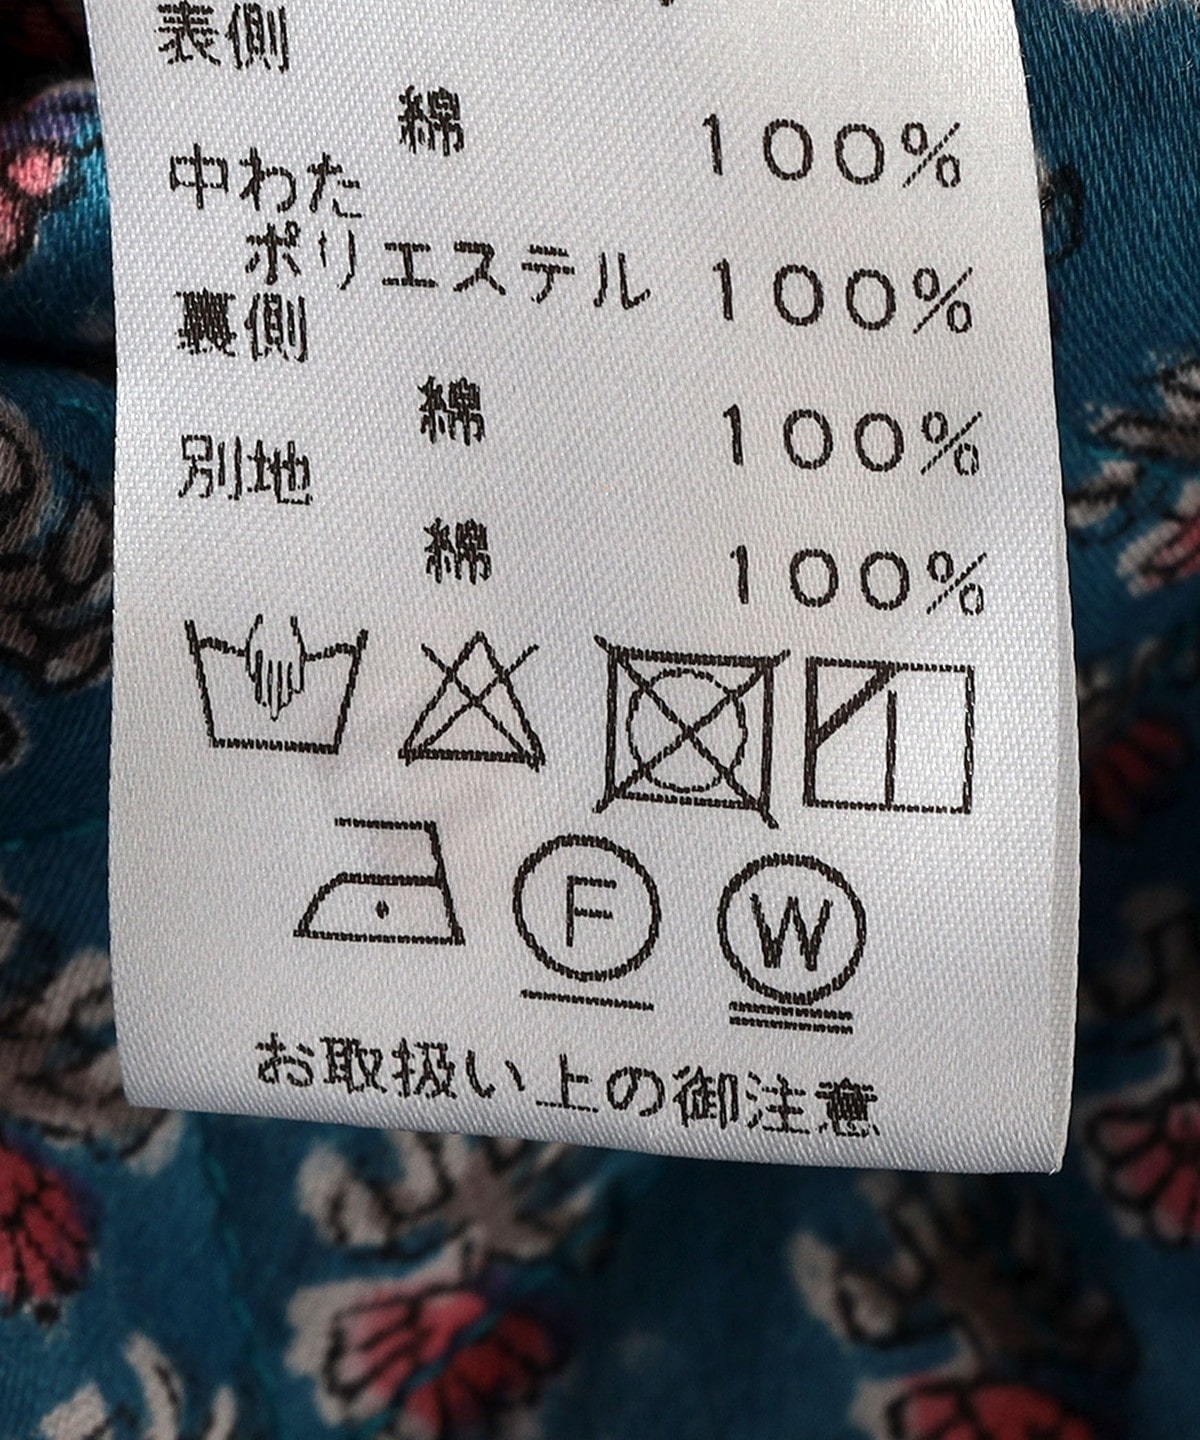 表側
綿 100%
中わた
ポリエステル 100%
裏側
綿 100%
別地
綿 100%
F W
お取扱い上の御注意